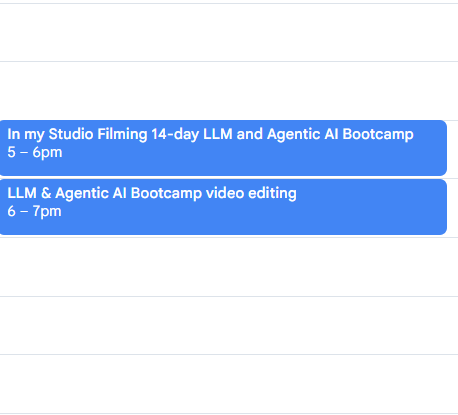 In my Studio Filming 14-day LLM and Agentic AI Bootcamp
5 – 6pm
LLM & Agentic AI Bootcamp video editing
6 – 7pm